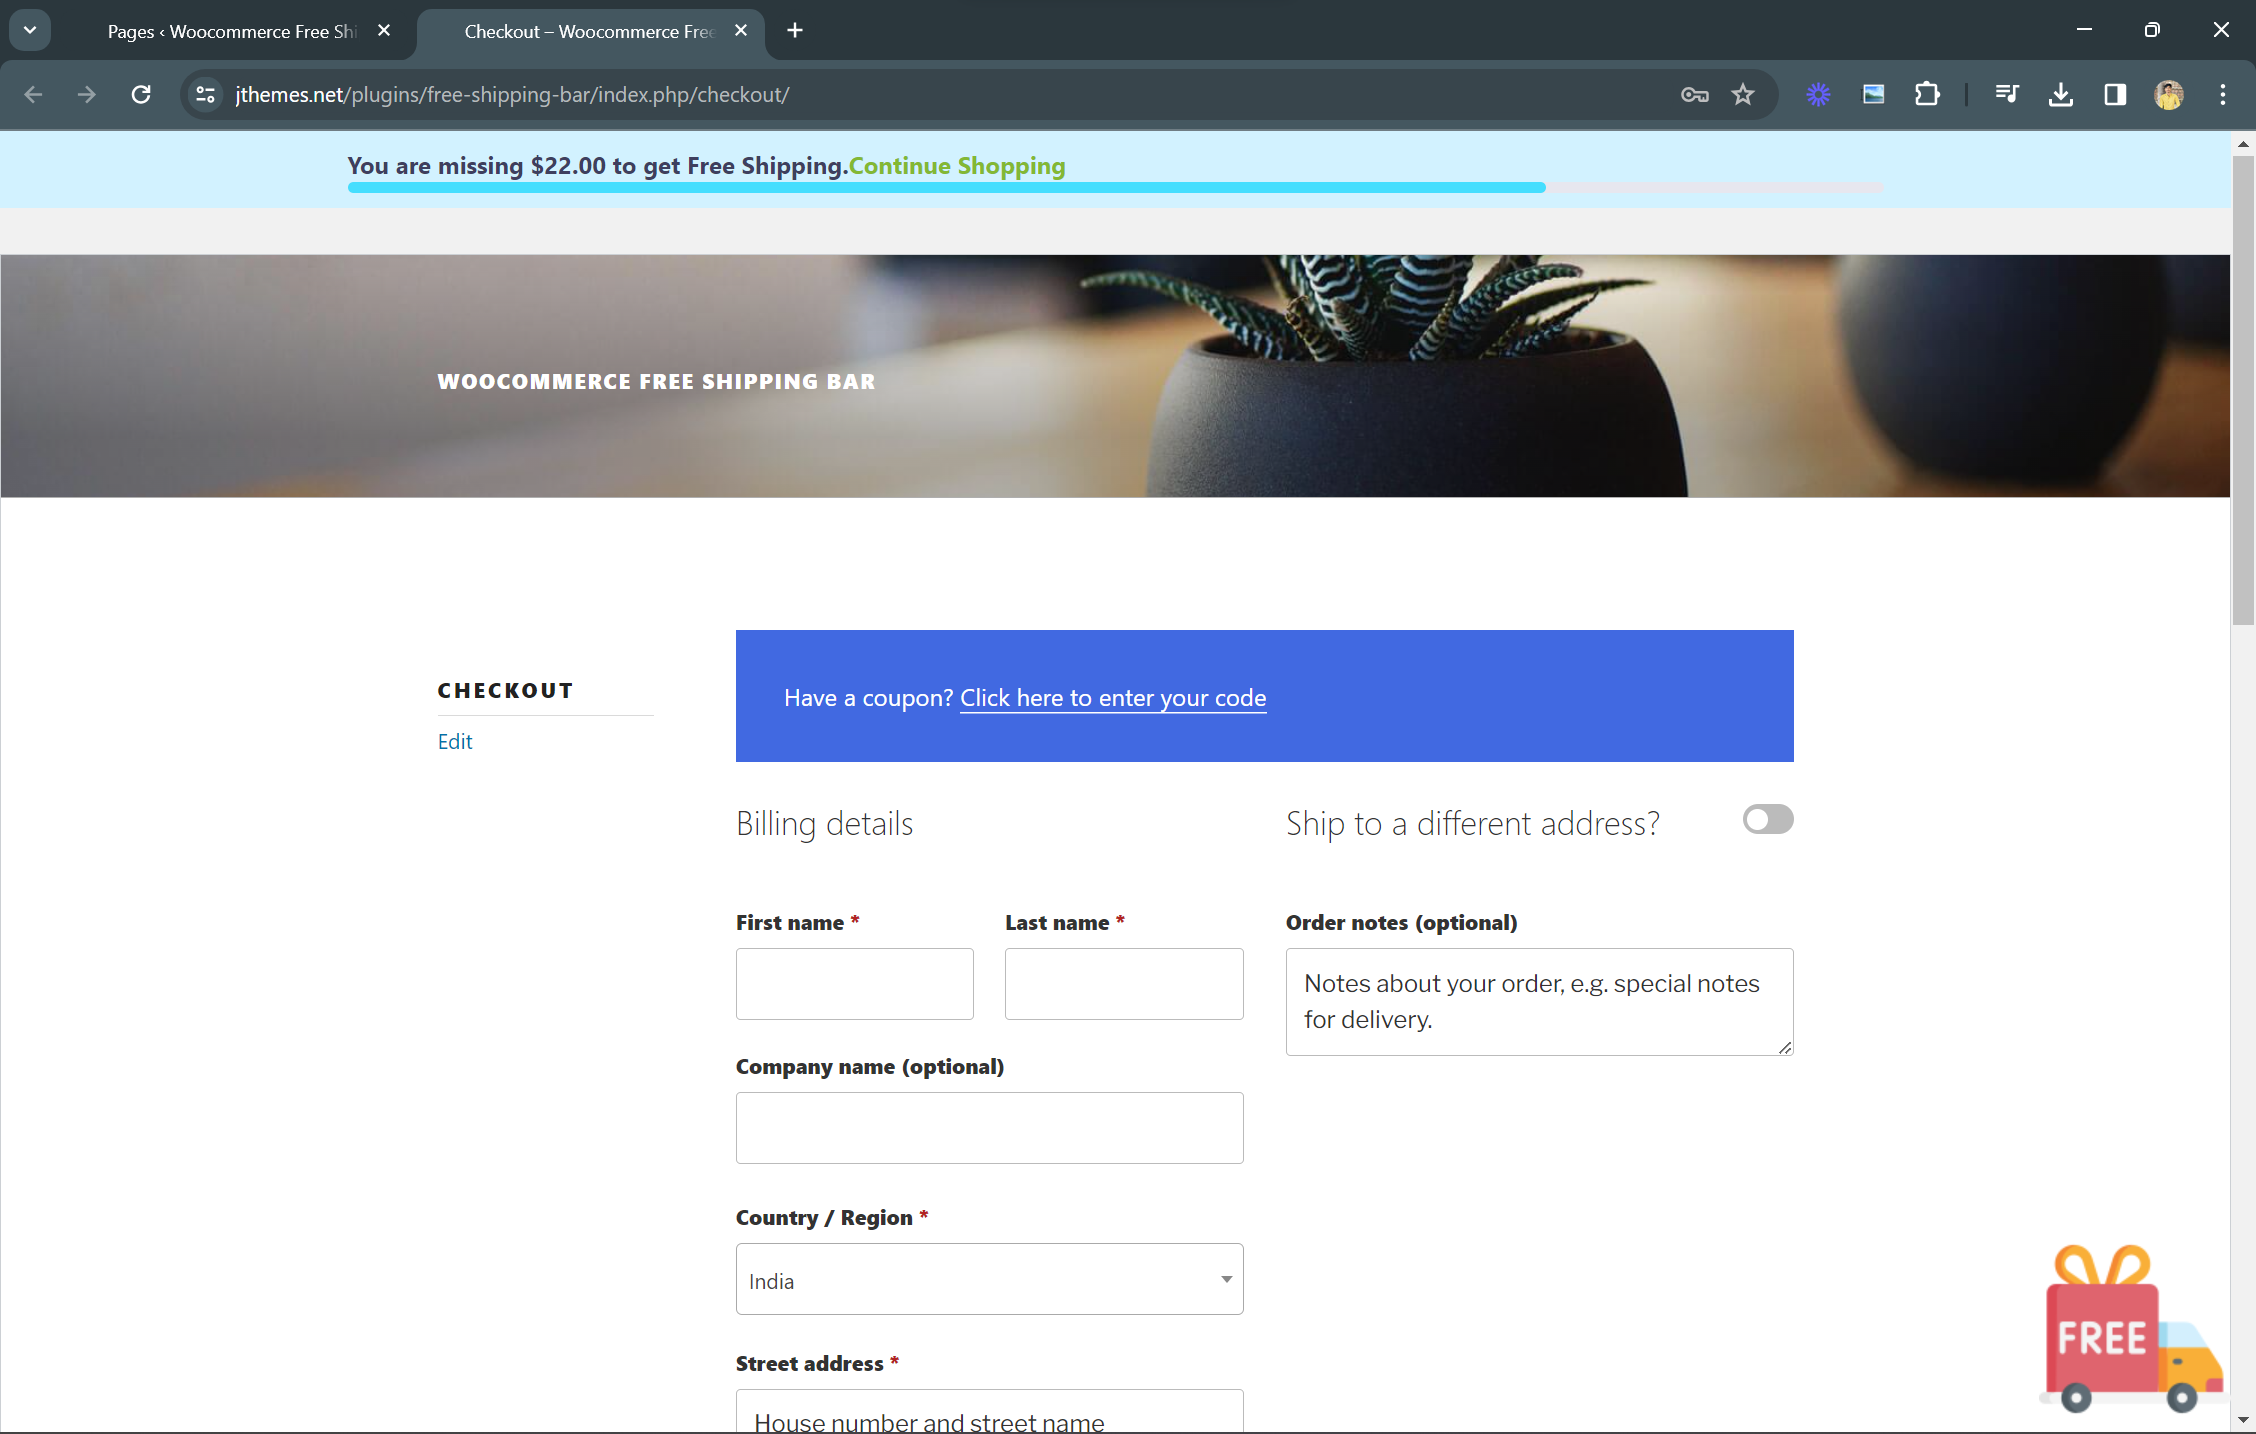 Pages ‹ Woocommerce Free Shi
Checkout – Woocommerce Free
jthemes.net/plugins/free-shipping-bar/index.php/checkout/
You are missing $22.00 to get Free Shipping.Continue Shopping
WOOCOMMERCE FREE SHIPPING BAR
CHECKOUT
Edit
Have a coupon? Click here to enter your code
Billing details
Ship to a different address?
First name *
Last name *
Order notes (optional)
Notes about your order, e.g. special notes
for delivery.
Company name (optional)
Country / Region *
India
Street address *
House number and street name
FREE